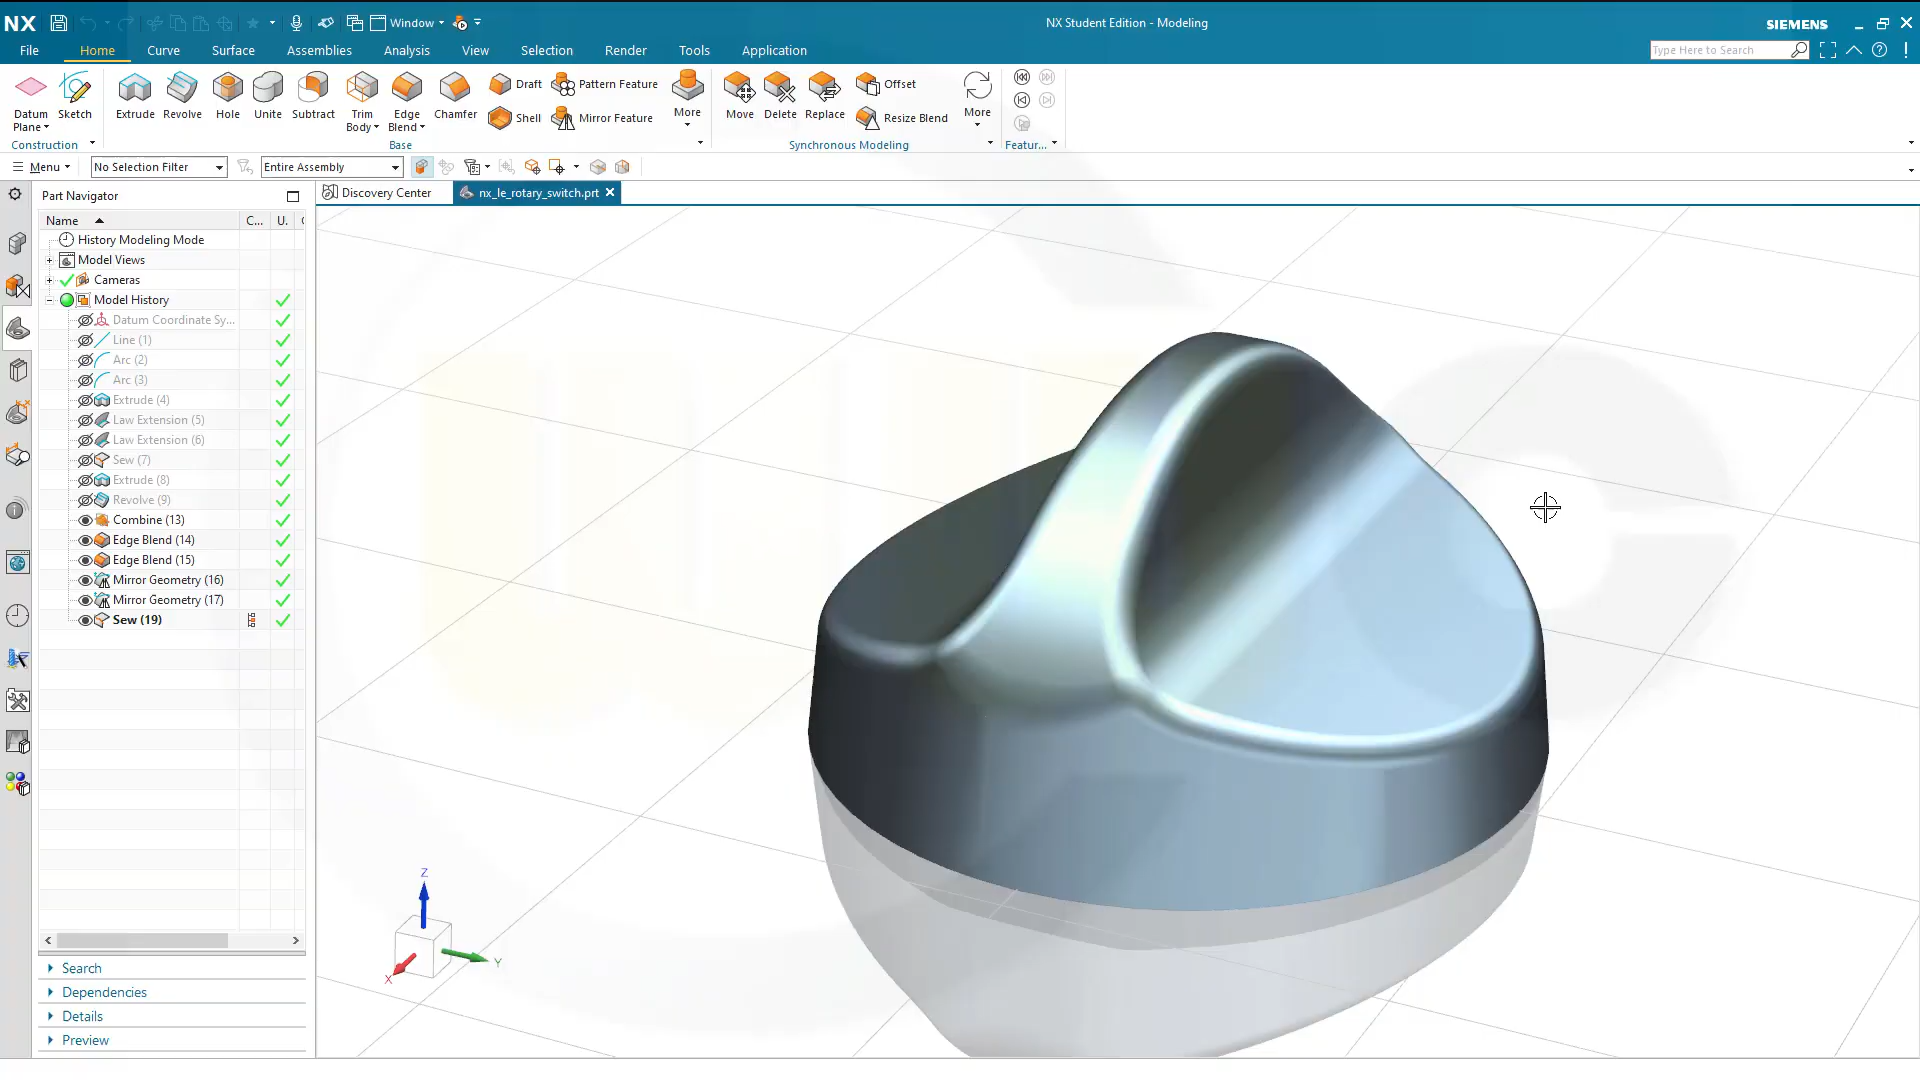 NX
Window
NX Student Edition - Modeling
SIEMENS
File Home Curve Surface Assemblies Analysis View Selection Render Tools Application
Type Here to Search
Datum Plane
Sketch
Extrude
Revolve
Hole
Unite
Subtract
Trim Body
Edge Blend
Chamfer
Draft
Shell
Pattern Feature
Mirror Feature
More
Move
Delete
Replace
Offset
Resize Blend
More
Construction
Base
Synchronous Modeling
Featur...
Menu
No Selection Filter
Entire Assembly
Part Navigator
Discovery Center
nx_le_rotary_switch.prt
Name C... U.
History Modeling Mode
Model Views
Cameras
Model History
Datum Coordinate Sy...
Line (1)
Arc (2)
Arc (3)
Extrude (4)
Law Extension (5)
Law Extension (6)
Sew (7)
Extrude (8)
Revolve (9)
Combine (13)
Edge Blend (14)
Edge Blend (15)
Mirror Geometry (16)
Mirror Geometry (17)
Sew (19)
Search
Dependencies
Details
Preview
Z
Y
X